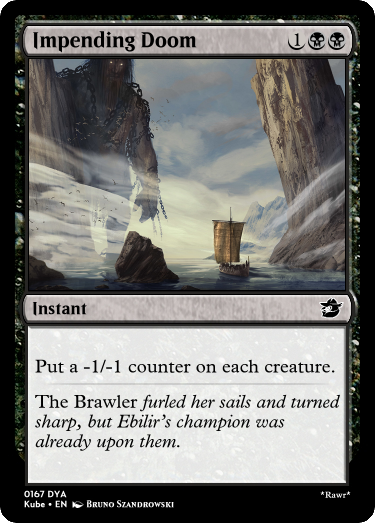 Impending Doom 1
Instant
Put a -1/-1 counter on each creature.
The Brawler furled her sails and turned
sharp, but Ebilir's champion was
already upon them.
0167 DYA
Kube • EN Bruno Szandrowski
*Rawr*